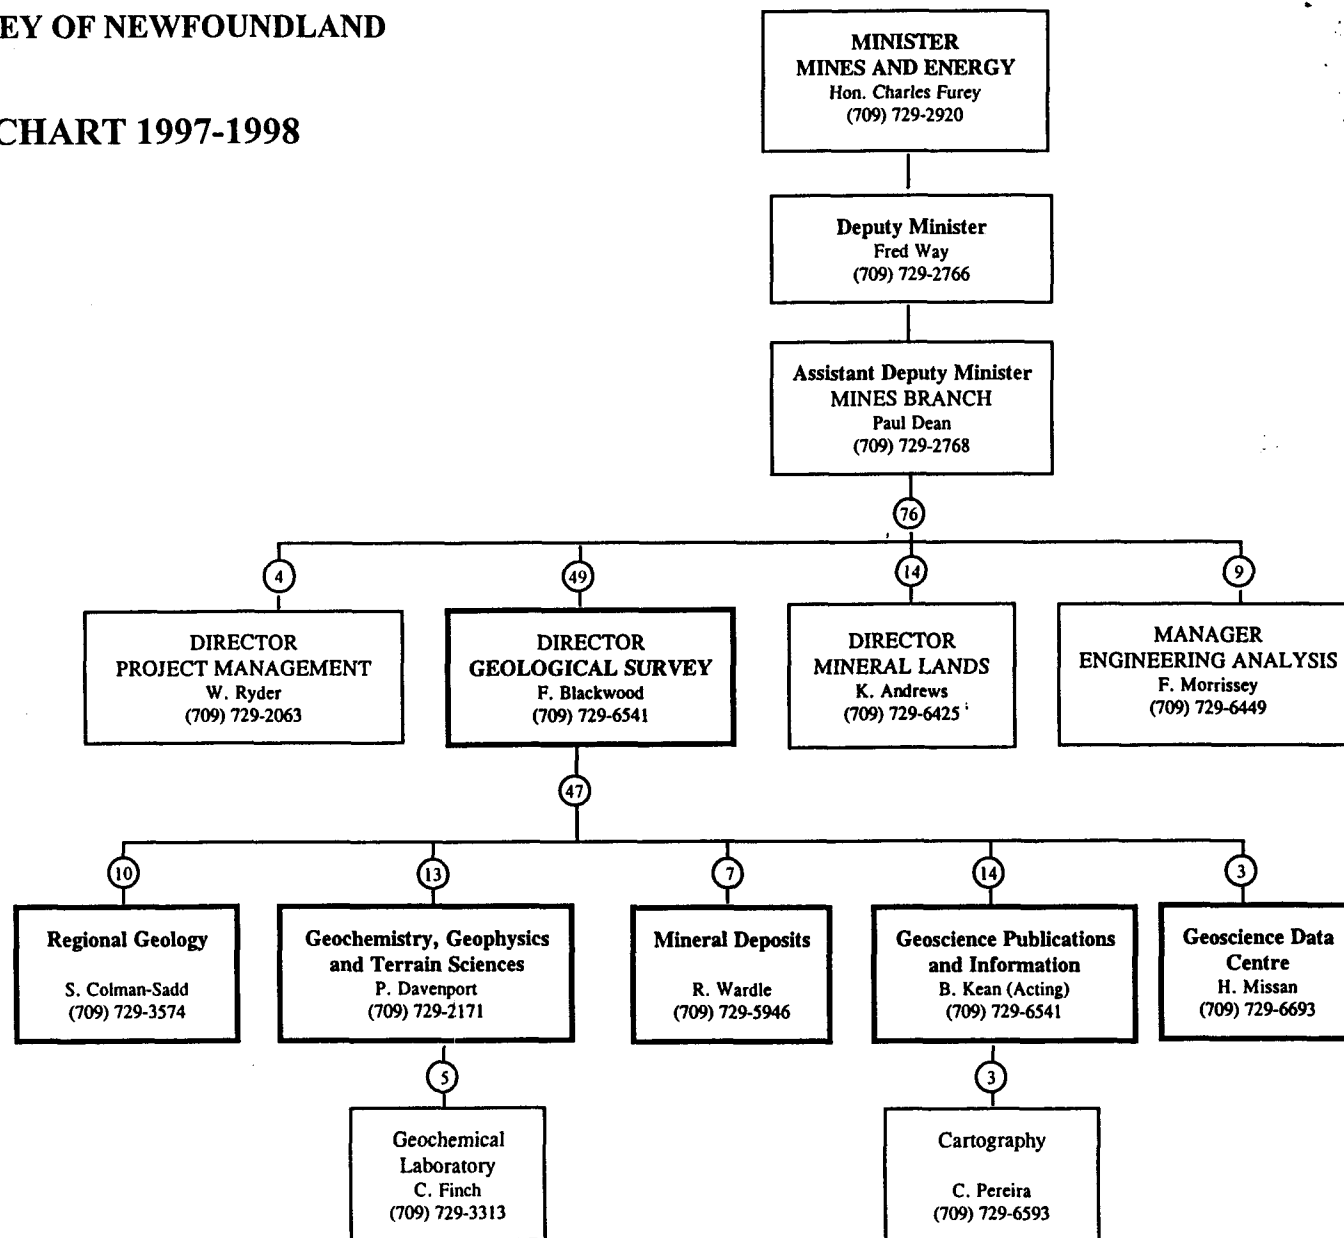 EY OF NEWFOUNDLAND
CHART 1997-1998
MINISTER
MINES AND ENERGY
Hon. Charles Furey
(709) 729-2920
Deputy Minister
Fred Way
(709) 729-2766
Assistant Deputy Minister
MINES BRANCH
Paul Dean
(709) 729-2768
76
4
49
14
9
DIRECTOR
PROJECT MANAGEMENT
W. Ryder
(709) 729-2063
DIRECTOR
GEOLOGICAL SURVEY
F. Blackwood
(709) 729-6541
DIRECTOR
MINERAL LANDS
K. Andrews
(709) 729-6425
MANAGER
ENGINEERING ANALYSIS
F. Morrissey
(709) 729-6449
47
10
13
7
14
3
Regional Geology
S. Colman-Sadd
(709) 729-3574
Geochemistry, Geophysics
and Terrain Sciences
P. Davenport
(709) 729-2171
Mineral Deposits
R. Wardle
(709) 729-5946
Geoscience Publications
and Information
B. Kean (Acting)
(709) 729-6541
Geoscience Data
Centre
H. Missan
(709) 729-6693
5
3
Geochemical
Laboratory
C. Finch
(709) 729-3313
Cartography
C. Pereira
(709) 729-6593